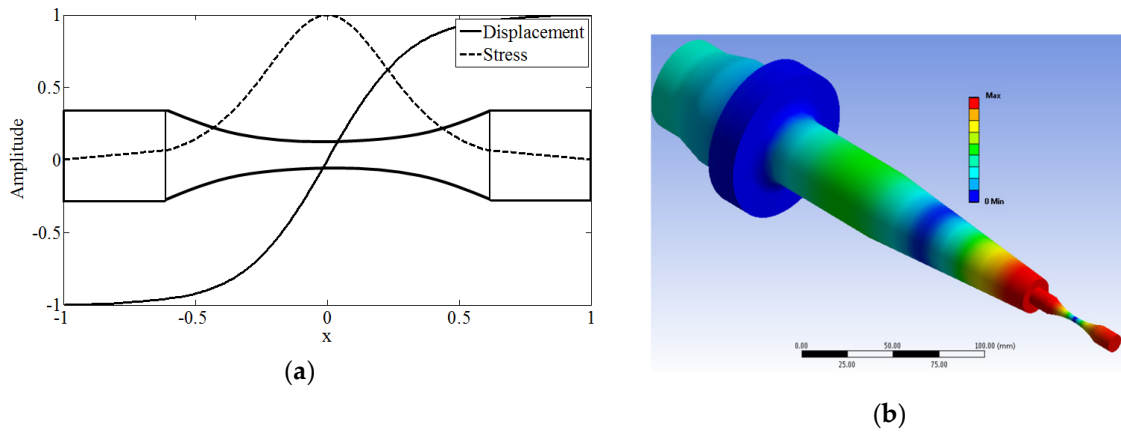 1
0.5
0
-0.5
-1
Amplitude
-1
-0.5
0
0.5
1
x
Displacement
Stress
(a)
Max
0 Min
0.00
50.00
100.00 (mm)
25.00
75.00
(b)